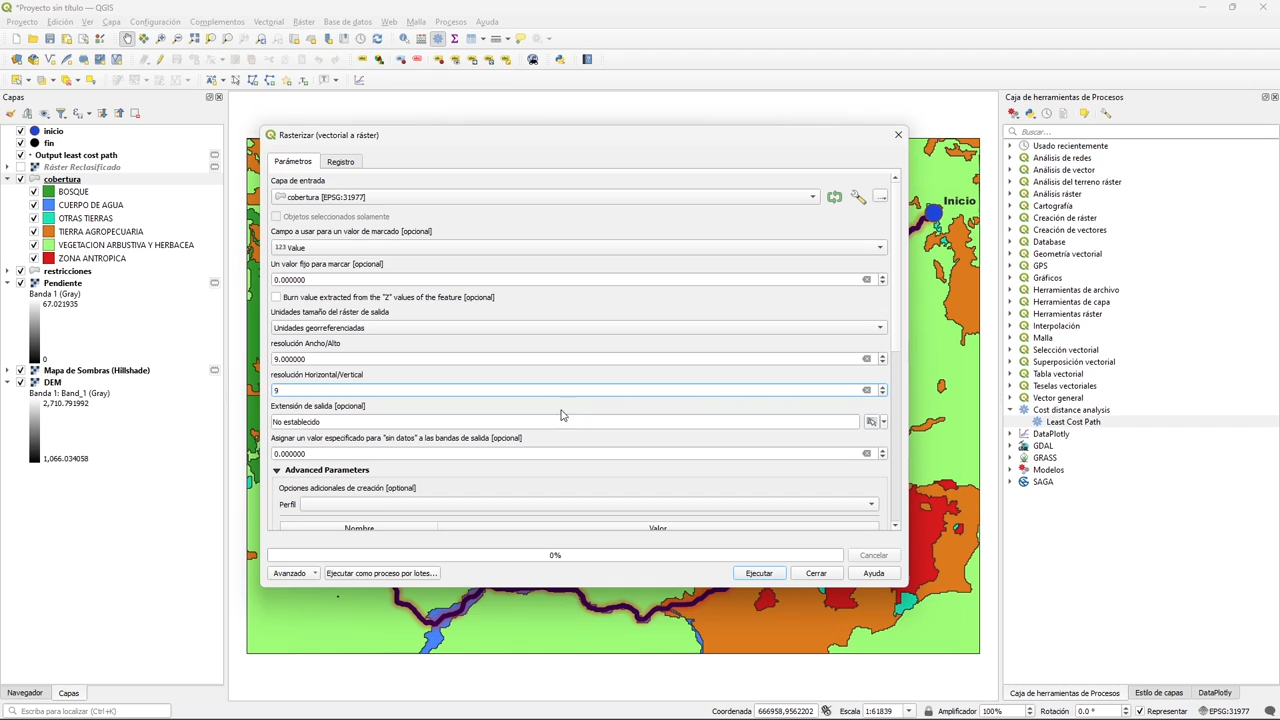 *Proyecto sin título — QGIS
Proyecto Edición Ver Capa Configuración Complementos Vectorial Ráster Base de datos Web Malla Procesos Ayuda
Capas
inicio
fin
Output least cost path
Ráster Reclasificado
cobertura
BOSQUE
CUERPO DE AGUA
OTRAS TIERRAS
TIERRA AGROPECUARIA
VEGETACION ARBUSTIVA Y HERBACEA
ZONA ANTROPICA
restricciones
Pendiente
Banda 1 (Gray)
67.021935
0
Mapa de Sombras (Hillshade)
DEM
Banda 1: Band_1 (Gray)
2,710.791992
1,066.034058
Navegador Capas
Escriba para localizar (Ctrl+K)
Rasterizar (vectorial a ráster)
Parámetros Registro
Capa de entrada
cobertura [EPSG:31977]
Objetos seleccionados solamente
Campo a usar para un valor de marcado [opcional]
123 Value
Un valor fijo para marcar [opcional]
0.000000
Burn value extracted from the "Z" values of the feature [opcional]
Unidades tamaño del ráster de salida
Unidades georreferenciadas
resolución Ancho/Alto
9.000000
resolución Horizontal/Vertical
9
Extensión de salida [opcional]
No establecido
Asignar un valor especificado para "sin datos" a las bandas de salida [opcional]
0.000000
Advanced Parameters
Opciones adicionales de creación [optional]
Perfil
Nombre Valor
0%
Cancelar
Avanzado Ejecutar como proceso por lotes... Ejecutar Cerrar Ayuda
Inicio
Caja de herramientas de Procesos
Buscar...
Usado recientemente
Análisis de redes
Análisis de vector
Análisis del terreno ráster
Análisis ráster
Cartografía
Creación de ráster
Creación de vectores
Database
Geometría vectorial
GPS
Gráficos
Herramientas de archivo
Herramientas de capa
Herramientas ráster
Interpolación
Malla
Selección vectorial
Superposición vectorial
Tabla vectorial
Teselas vectoriales
Vector general
Cost distance analysis
Least Cost Path
DataPlotly
GDAL
GRASS
Modelos
SAGA
Caja de herramientas de Procesos Estilo de capas DataPlotly
Coordenada 666958,9562202 Escala 1:61839 Amplificador 100% Rotación 0.0 ° Representar EPSG:31977